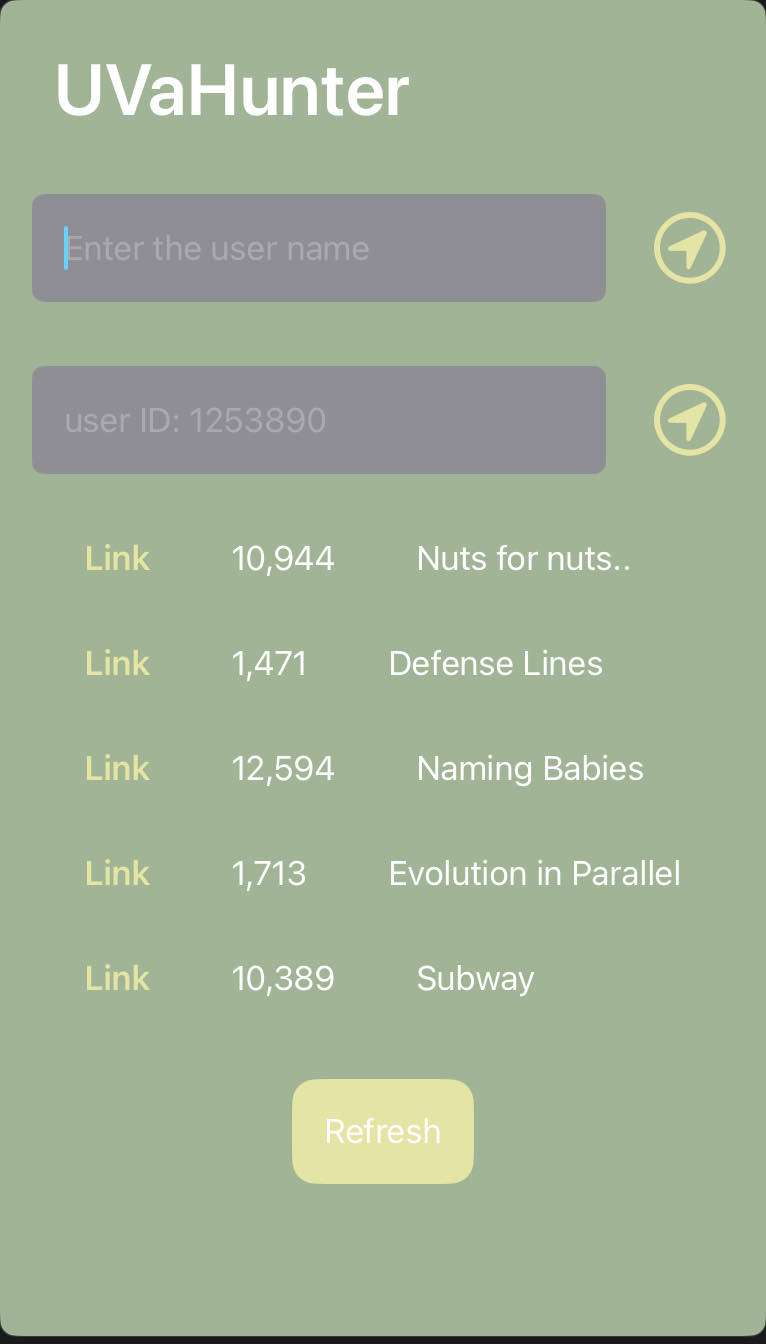 UVaHunter
Enter the user name
user ID: 1253890
Link 10,944 Nuts for nuts..
Link 1,471 Defense Lines
Link 12,594 Naming Babies
Link 1,713 Evolution in Parallel
Link 10,389 Subway
Refresh